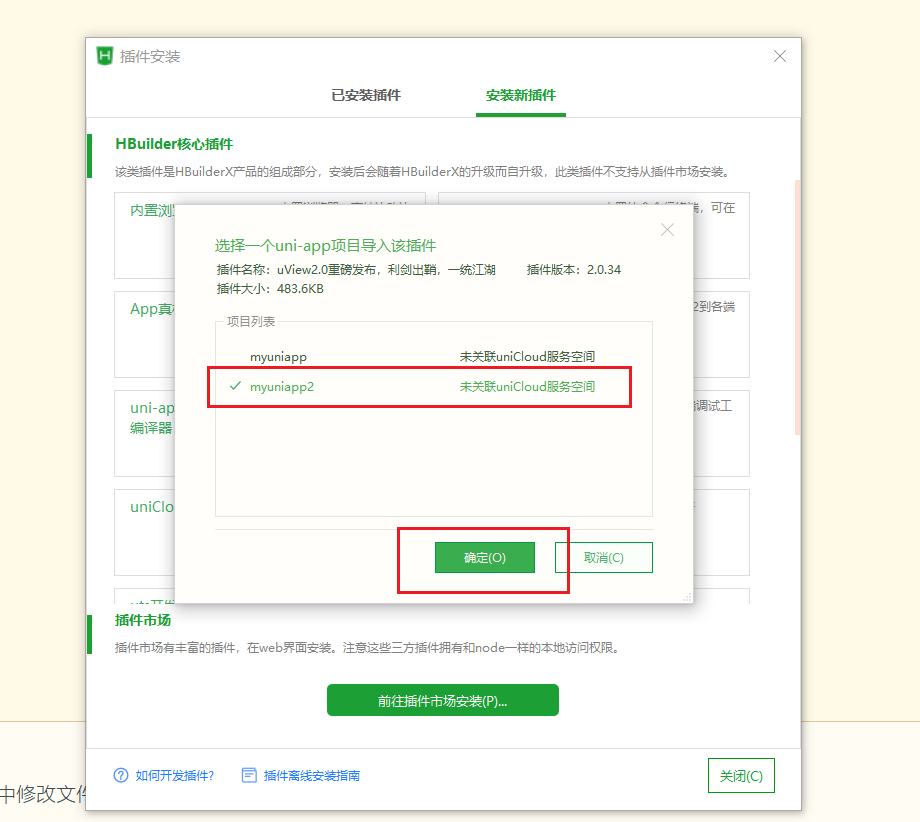 插件安装
已安装插件
安装新插件
HBuilder核心插件
该类插件是HBuilderX产品的组成部分，安装后会随着HBuilderX的升级而自升级，此类插件不支持从插件市场安装。
内置浏
端，可在
选择一个uni-app项目导入该插件
插件名称：uView2.0重磅发布，利剑出鞘，一统江湖
插件版本：2.0.34
插件大小：483.6KB
App真
2到各端
项目列表
myuniapp 未关联uniCloud服务空间
myuniapp2 未关联uniCloud服务空间
uni-ap
编译器
调试工
uniClo
确定(O)
取消(C)
插件市场
插件市场有丰富的插件，在web界面安装。注意这些三方插件拥有和node一样的本地访问权限。
前往插件市场安装(P)...
如何开发插件?
插件离线安装指南
关闭(C)
中修改文件